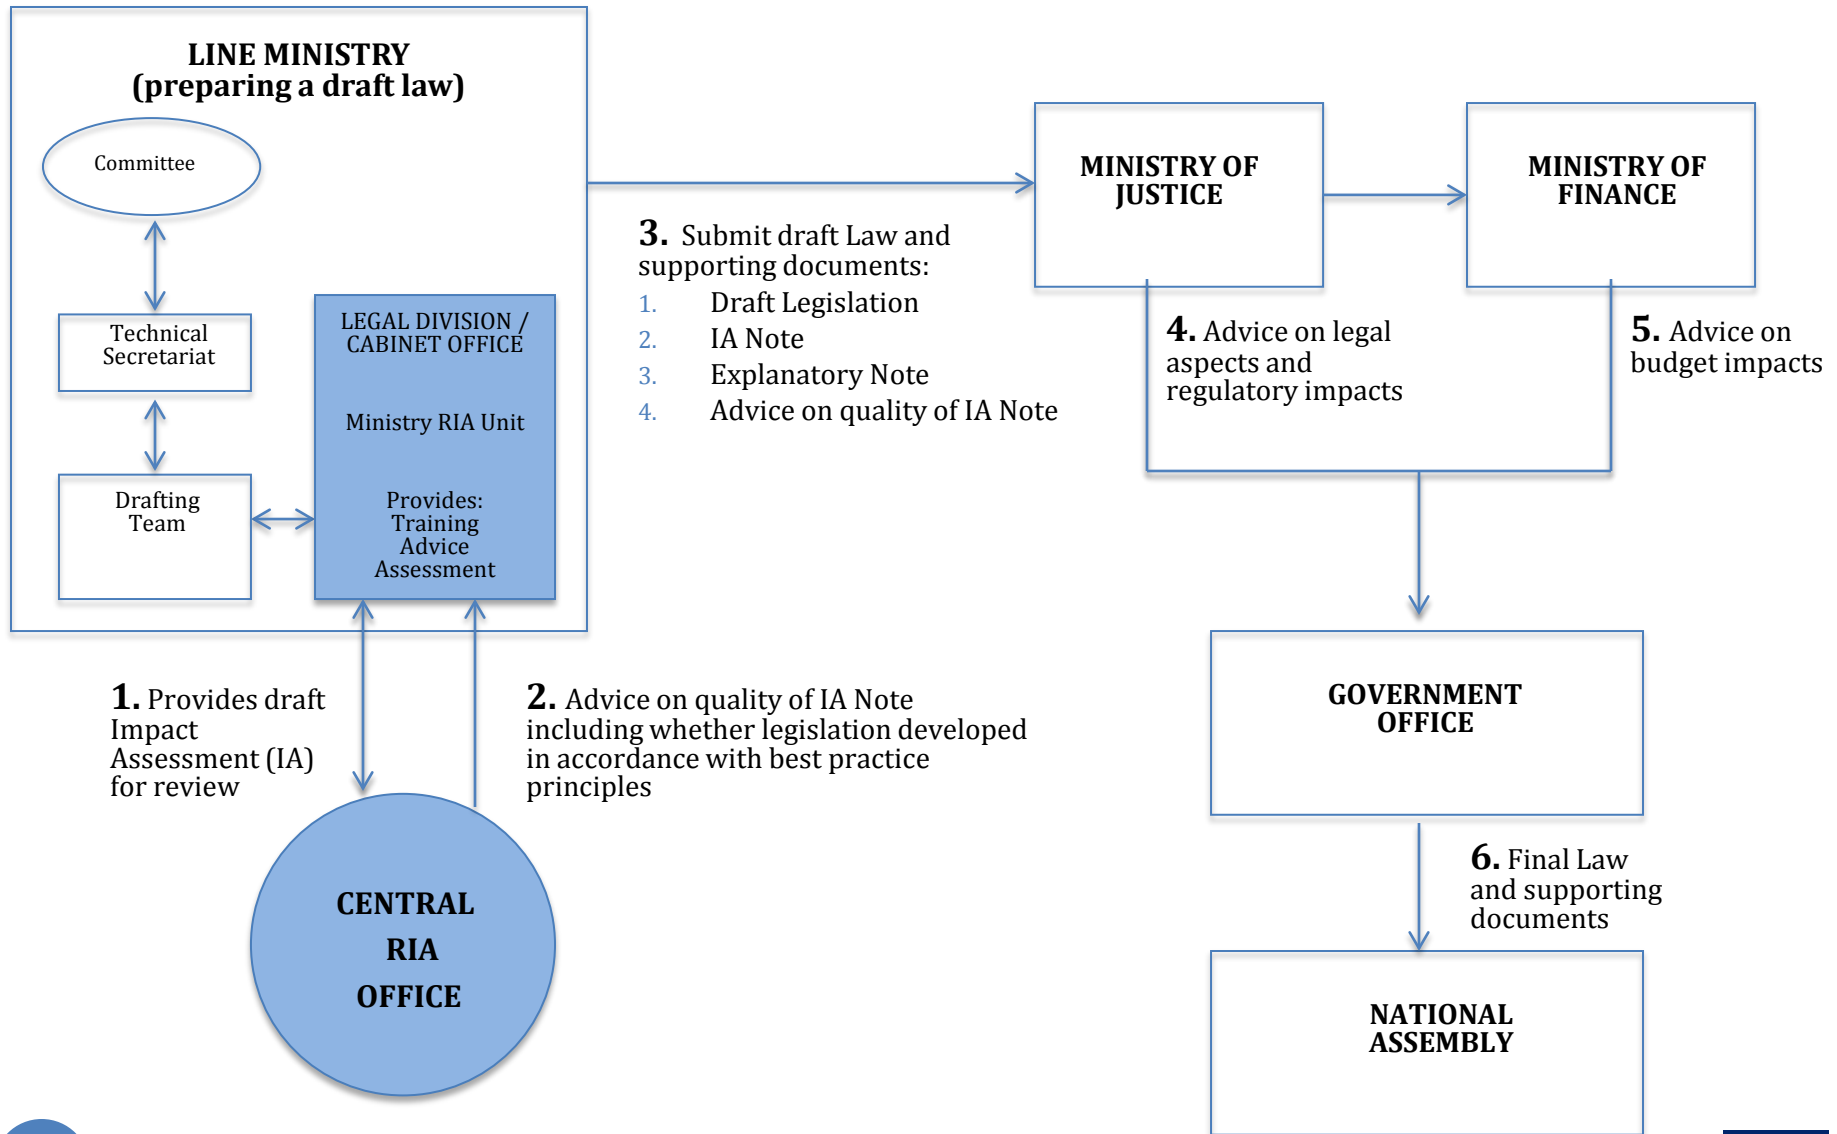 LINE MINISTRY
(preparing a draft law)
Committee
Technical
Secretariat
Drafting
Team
LEGAL DIVISION /
CABINET OFFICE
Ministry RIA Unit
Provides:
Training
Advice
Assessment
1. Provides draft
Impact
Assessment (IA)
for review
2. Advice on quality of IA Note
including whether legislation developed
in accordance with best practice
principles
CENTRAL
RIA
OFFICE
3. Submit draft Law and
supporting documents:
1. Draft Legislation
2. IA Note
3. Explanatory Note
4. Advice on quality of IA Note
MINISTRY OF
JUSTICE
MINISTRY OF
FINANCE
4. Advice on legal
aspects and
regulatory impacts
5. Advice on
budget impacts
GOVERNMENT
OFFICE
6. Final Law
and supporting
documents
NATIONAL
ASSEMBLY